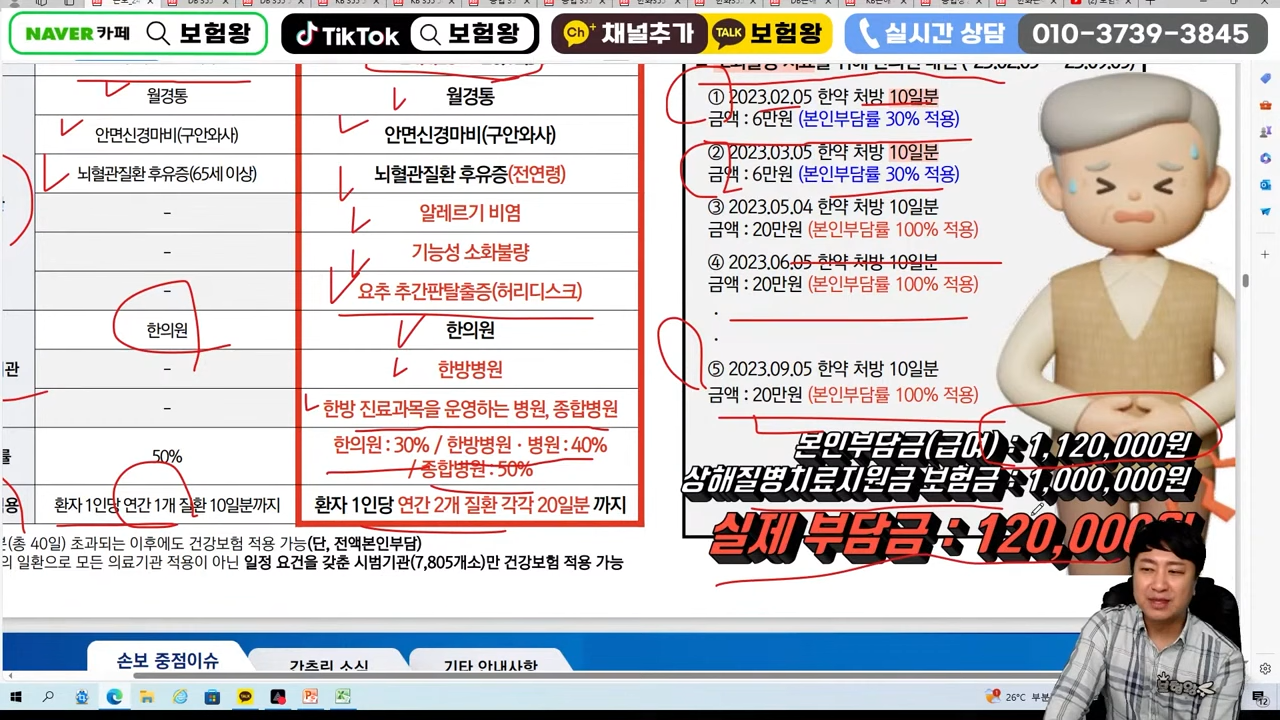 NAVER 카페 보험왕
TikTok 보험왕
Ch+ 채널추가 TALK 보험왕
실시간 상담 010-3739-3845
월경통 월경통
안면신경마비(구안와사) 안면신경마비(구안와사)
뇌혈관질환 후유증(65세 이상) 뇌혈관질환 후유증(전연령)
- 알레르기 비염
- 기능성 소화불량
- 요추 추간판탈출증(허리디스크)
한의원 한의원
관 - 한방병원
- 한방 진료과목을 운영하는 병원, 종합병원
률 50% 한의원 : 30% / 한방병원 · 병원 : 40%
/ 종합병원 : 50%
용 환자 1인당 연간 1개 질환 10일분까지 환자 1인당 연간 2개 질환 각각 20일분 까지
(총 40일) 초과되는 이후에도 건강보험 적용 가능(단, 전액본인부담)
의 일환으로 모든 의료기관 적용이 아닌 일정 요건을 갖춘 시범기관(7,805개소)만 건강보험 적용 가능
① 2023.02.05 한약 처방 10일분
금액 : 6만원 (본인부담률 30% 적용)
② 2023.03.05 한약 처방 10일분
금액 : 6만원 (본인부담률 30% 적용)
③ 2023.05.04 한약 처방 10일분
금액 : 20만원 (본인부담률 100% 적용)
④ 2023.06.05 한약 처방 10일분
금액 : 20만원 (본인부담률 100% 적용)
⑤ 2023.09.05 한약 처방 10일분
금액 : 20만원 (본인부담률 100% 적용)
본인부담금(급여) : 1,120,000원
상해질병치료지원금 보험금 : 1,000,000원
실제 부담금 : 120,000원
손보 중점이슈 간추린 소식 기타 안내사항
26°C
보험왕